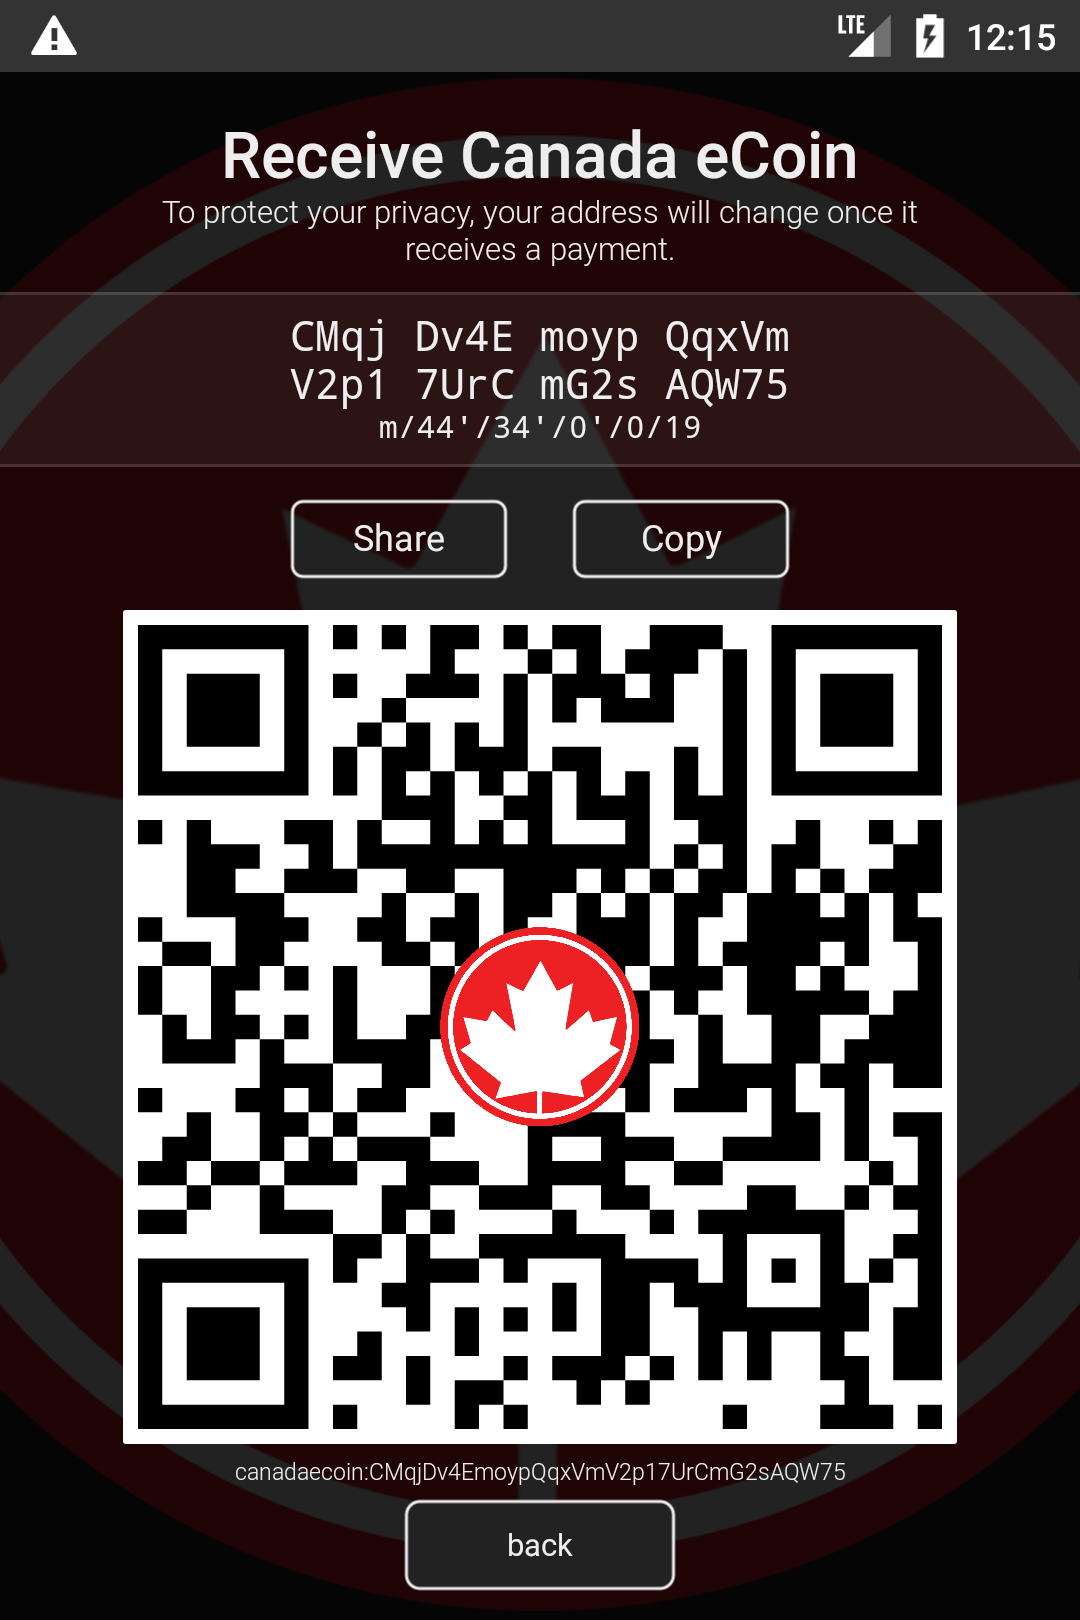 LTE 12:15
Receive Canada eCoin
To protect your privacy, your address will change once it
receives a payment.
CMqj Dv4E moyp QqxVm
V2p1 7UrC mG2s AQW75
m/44'/34'/0'/0/19
Share Copy
canadaecoin:CMqjDv4EmoypQqxVmV2p17UrCmG2sAQW75
back